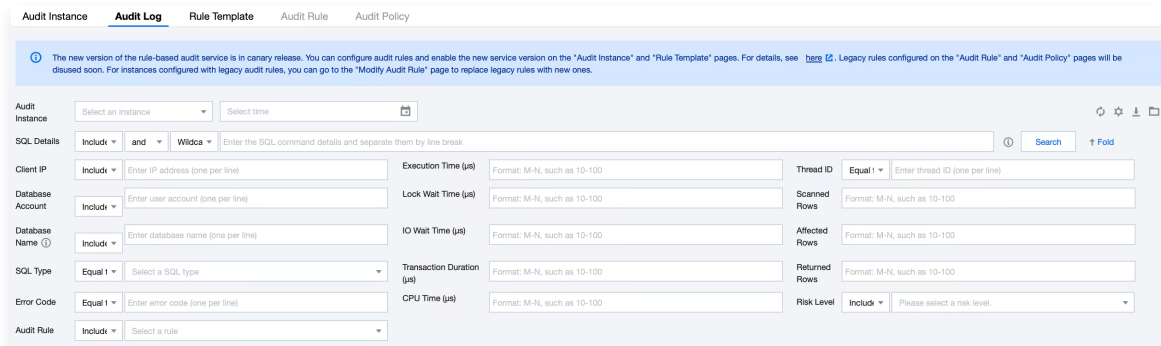 Audit Instance Audit Log Rule Template Audit Rule Audit Policy
The new version of the rule-based audit service is in canary release. You can configure audit rules and enable the new service version on the "Audit Instance" and "Rule Template" pages. For details, see here. Legacy rules configured on the "Audit Rule" and "Audit Policy" pages will be
disused soon. For instances configured with legacy audit rules, you can go to the "Modify Audit Rule" page to replace legacy rules with new ones.
Audit
Instance
Select an instance Select time
SQL Details Include and Wildca Enter the SQL command details and separate them by line break Search Fold
Client IP Include Enter IP address (one per line) Execution Time (μs) Format: M-N, such as 10-100 Thread ID Equal t Enter thread ID (one per line)
Database
Account
Include Enter user account (one per line) Lock Wait Time (μs) Format: M-N, such as 10-100 Scanned
Rows
Format: M-N, such as 10-100
Database
Name
Include Enter database name (one per line) IO Wait Time (μs) Format: M-N, such as 10-100 Affected
Rows
Format: M-N, such as 10-100
SQL Type Equal t Select a SQL type Transaction Duration
(μs)
Format: M-N, such as 10-100 Returned
Rows
Format: M-N, such as 10-100
Error Code Equal t Enter error code (one per line) CPU Time (μs) Format: M-N, such as 10-100 Risk Level Include Please select a risk level.
Audit Rule Include Select a rule